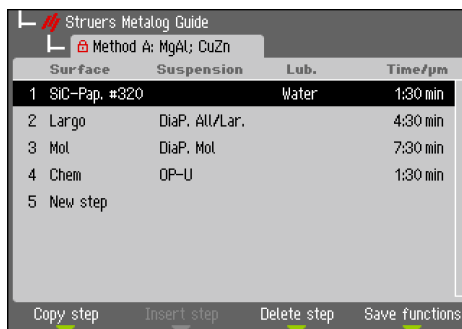 Struers Metalog Guide
Method A: MgAl; CuZn
Surface Suspension Lub. Time/µm
1 SiC-Pap. #320 Water 1:30 min
2 Largo DiaP. All/Lar. 4:30 min
3 Mol DiaP. Mol 7:30 min
4 Chem OP-U 1:30 min
5 New step
Copy step Insert step Delete step Save functions